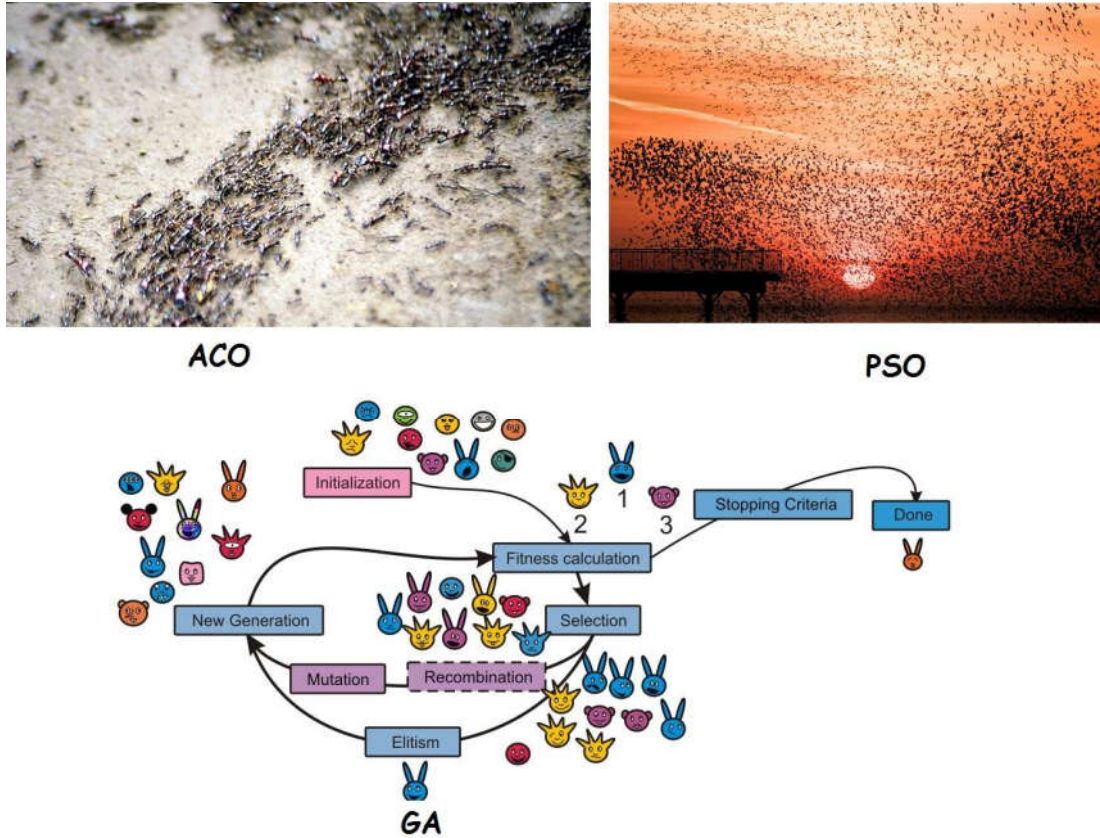 ACO
PSO
Initialization
1
2
3
Stopping Criteria
Done
Fitness calculation
New Generation
Selection
Mutation
Recombination
Elitism
GA